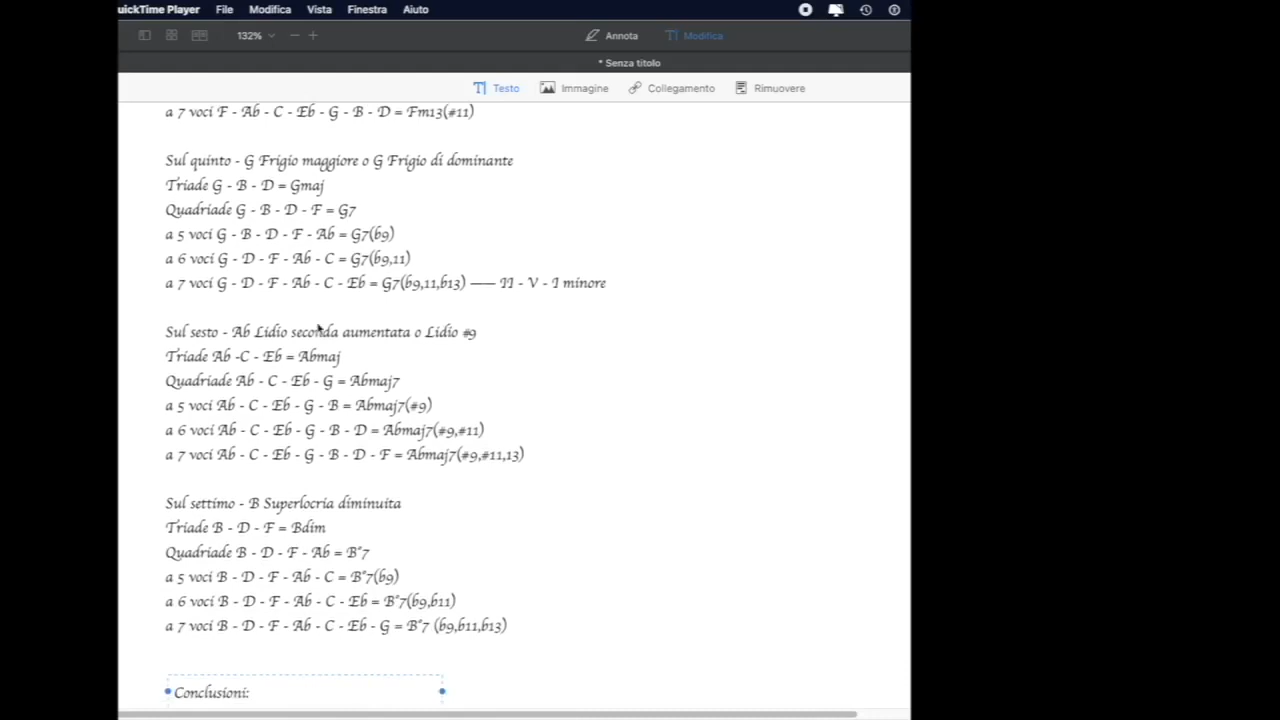 uickTime Player File Modifica Vista Finestra Aiuto
132% Annota Modifica
* Senza titolo
Testo Immagine Collegamento Rimuovere
a 7 voci F - Ab - C - Eb - G - B - D = Fm13(#11)
Sul quinto - G Frigio maggiore o G Frigio di dominante
Triade G - B - D = Gmaj
Quadriade G - B - D - F = G7
a 5 voci G - B - D - F - Ab = G7(b9)
a 6 voci G - D - F - Ab - C = G7(b9,11)
a 7 voci G - D - F - Ab - C - Eb = G7(b9,11,b13) —— II - V - I minore
Sul sesto - Ab Lidio seconda aumentata o Lidio #9
Triade Ab -C - Eb = Abmaj
Quadriade Ab - C - Eb - G = Abmaj7
a 5 voci Ab - C - Eb - G - B = Abmaj7(#9)
a 6 voci Ab - C - Eb - G - B - D = Abmaj7(#9,#11)
a 7 voci Ab - C - Eb - G - B - D - F = Abmaj7(#9,#11,13)
Sul settimo - B Superlocria diminuita
Triade B - D - F = Bdim
Quadriade B - D - F - Ab = B°7
a 5 voci B - D - F - Ab - C = B°7(b9)
a 6 voci B - D - F - Ab - C - Eb = B°7(b9,b11)
a 7 voci B - D - F - Ab - C - Eb - G = B°7 (b9,b11,b13)
Conclusioni: